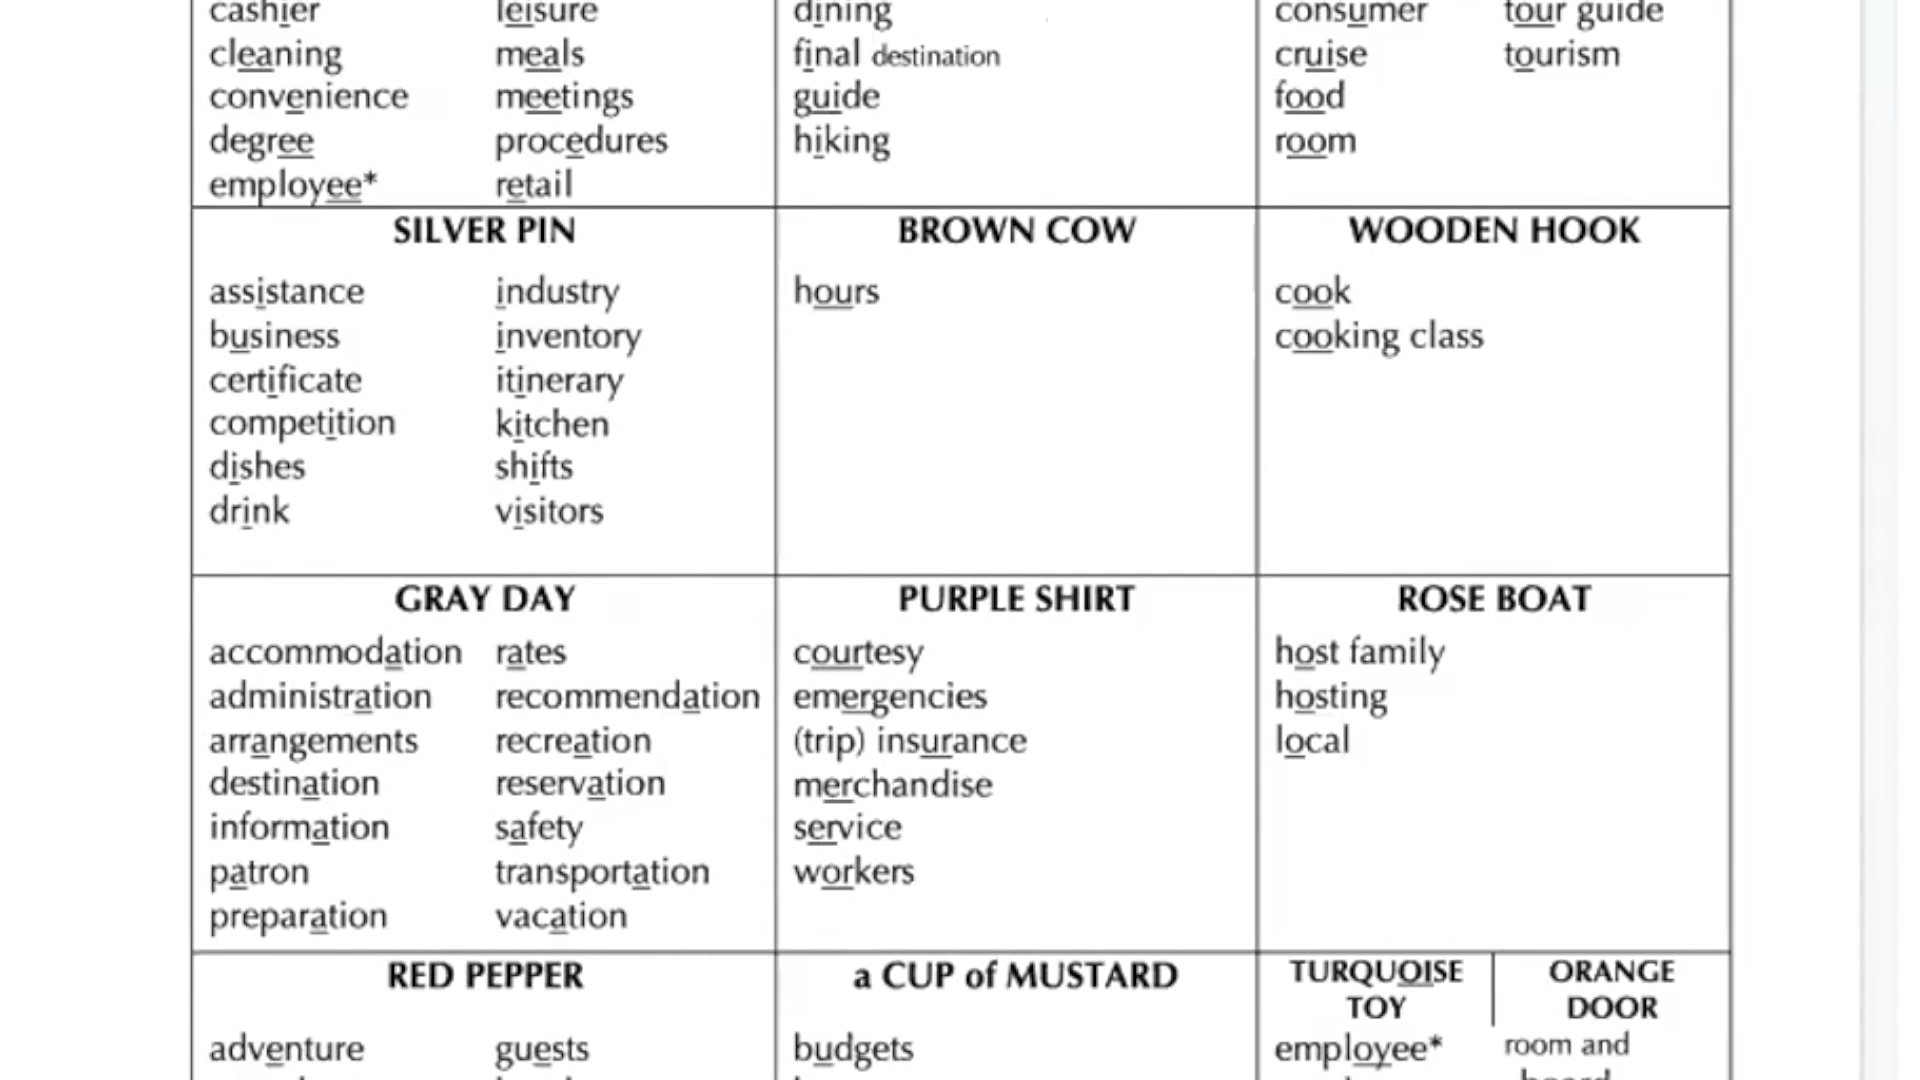 cashier leisure dining consumer tour guide
cleaning meals final destination cruise tourism
convenience meetings guide food
degree procedures hiking room
employee* retail
SILVER PIN BROWN COW WOODEN HOOK
assistance industry hours cook
business inventory cooking class
certificate itinerary
competition kitchen
dishes shifts
drink visitors
GRAY DAY PURPLE SHIRT ROSE BOAT
accommodation rates courtesy host family
administration recommendation emergencies hosting
arrangements recreation (trip) insurance local
destination reservation merchandise
information safety service
patron transportation workers
preparation vacation
RED PEPPER a CUP of MUSTARD TURQUOISE ORANGE
TOY DOOR
adventure guests budgets employee* room and